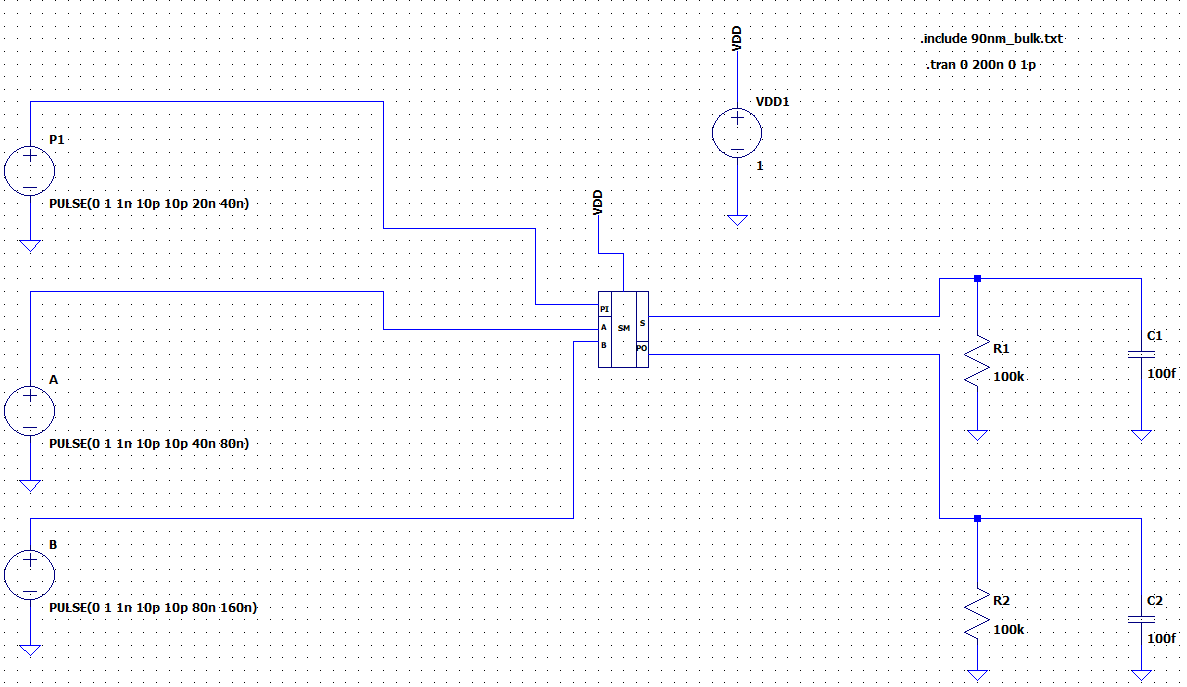 VDD
.include 90nm_bulk.txt
.tran 0 200n 0 1p
VDD1
1
P1
PULSE(0 1 1n 10p 10p 20n 40n)
VDD
PI
A
B
SM
S
PO
R1
100k
C1
100f
A
PULSE(0 1 1n 10p 10p 40n 80n)
B
PULSE(0 1 1n 10p 10p 80n 160n)
R2
100k
C2
100f